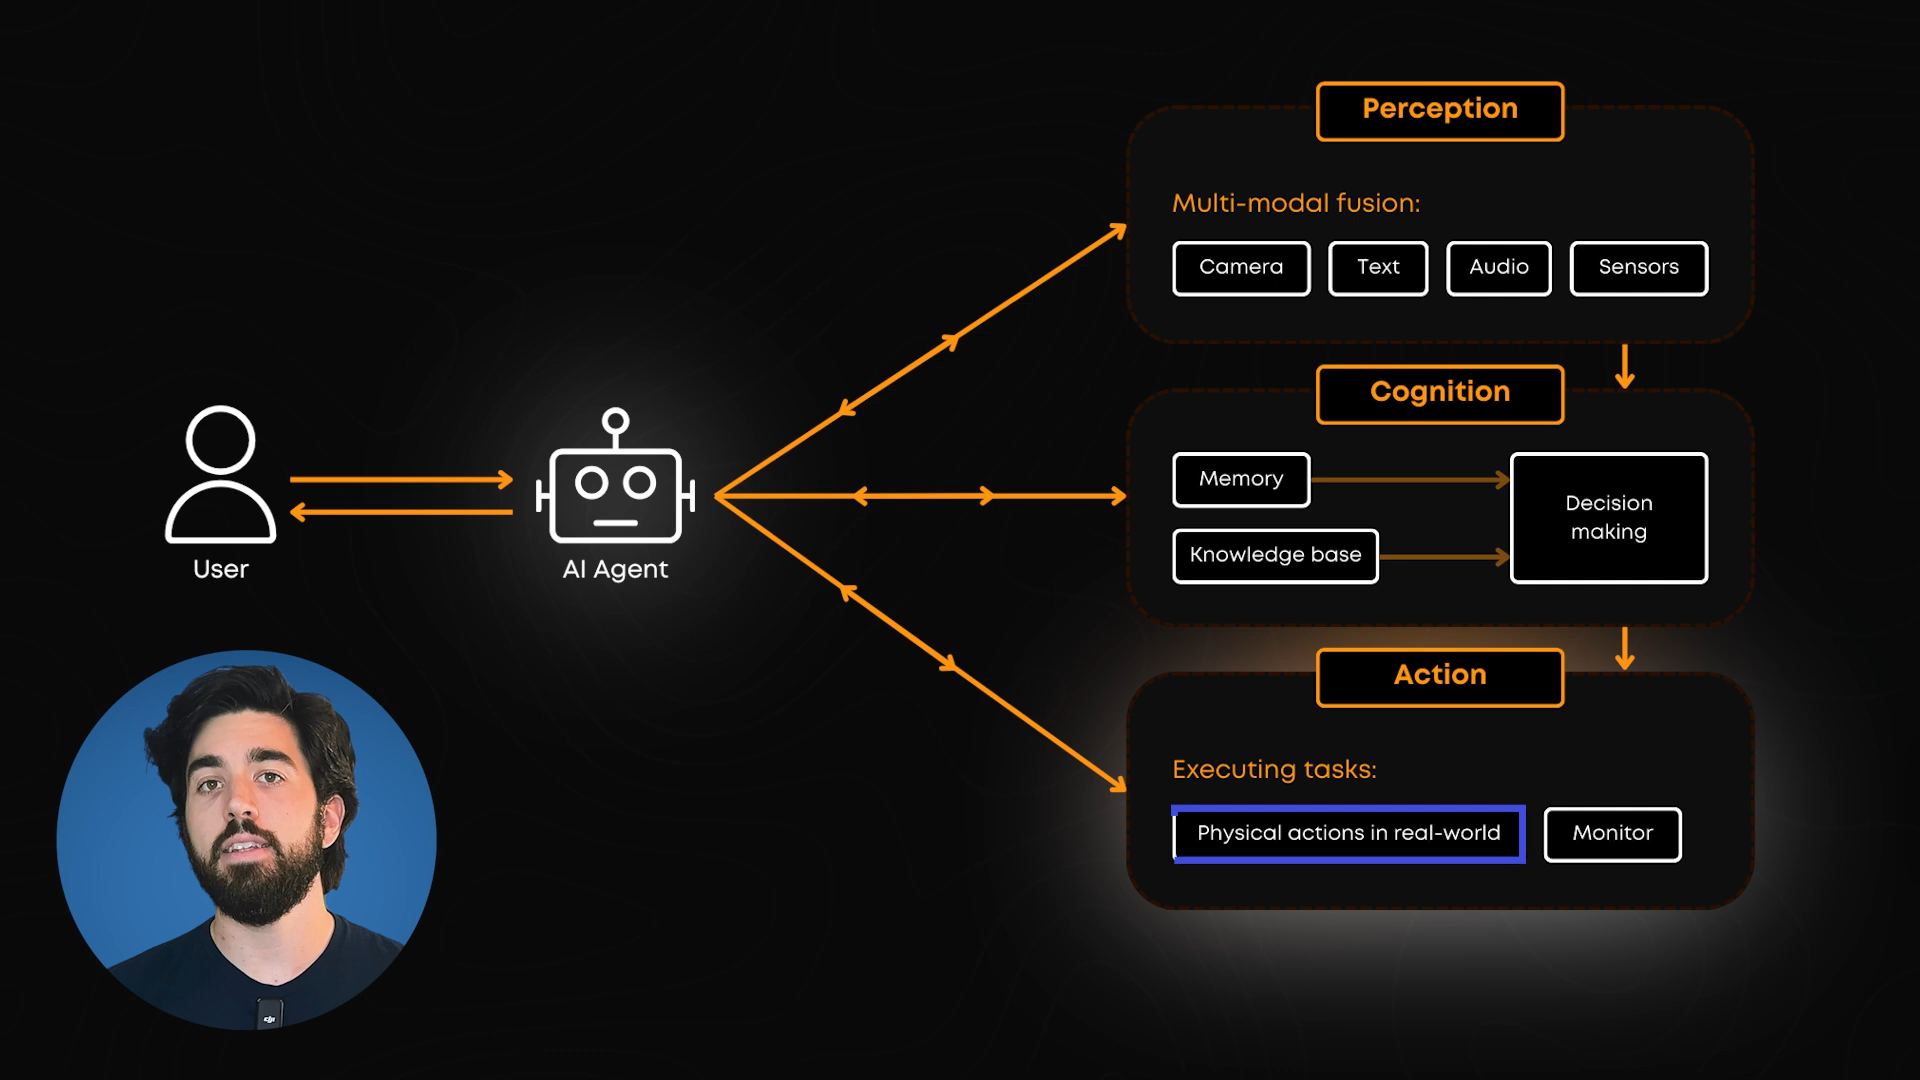 Perception
Multi-modal fusion:
Camera
Text
Audio
Sensors
Cognition
Memory
Knowledge base
Decision
making
User
AI Agent
Action
Executing tasks:
Physical actions in real-world
Monitor
dji